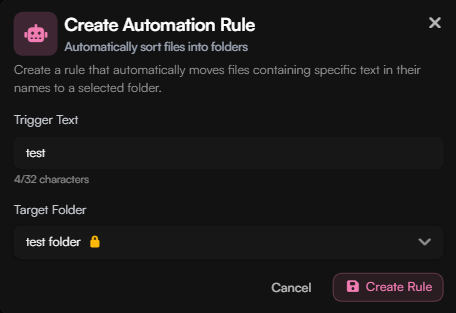 Create Automation Rule
Automatically sort files into folders
Create a rule that automatically moves files containing specific text in their
names to a selected folder.
Trigger Text
test
4/32 characters
Target Folder
test folder
Cancel
Create Rule